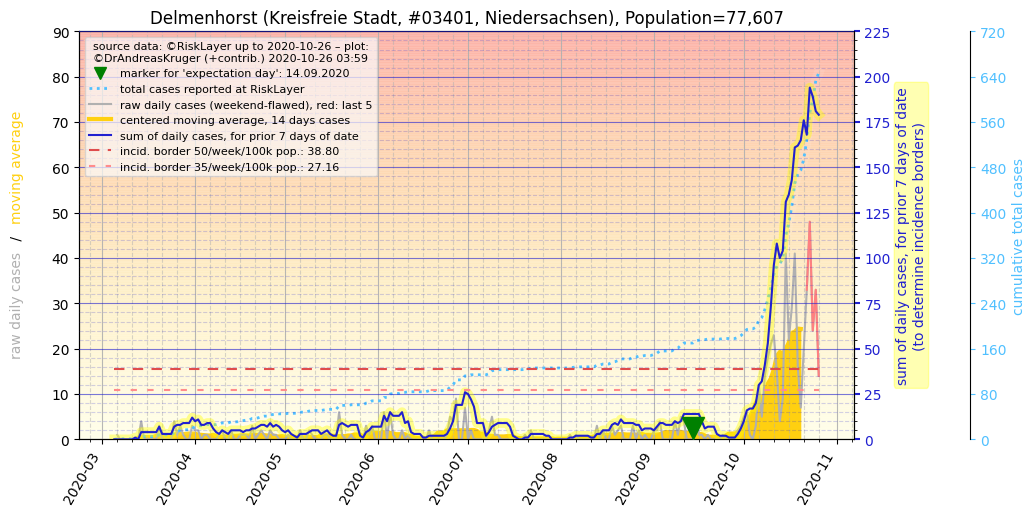 Delmenhorst (Kreisfreie Stadt, #03401, Niedersachsen), Population=77,607
source data: ©RiskLayer up to 2020-10-26 – plot:
©DrAndreasKruger (+contrib.) 2020-10-26 03:59
marker for 'expectation day': 14.09.2020
total cases reported at RiskLayer
raw daily cases (weekend-flawed), red: last 5
centered moving average, 14 days cases
sum of daily cases, for prior 7 days of date
incid. border 50/week/100k pop.: 38.80
incid. border 35/week/100k pop.: 27.16
raw daily cases / moving average
90
80
70
60
50
40
30
20
10
0
2020-03
2020-04
2020-05
2020-06
2020-07
2020-08
2020-09
2020-10
2020-11
225
200
175
150
125
100
75
50
25
0
sum of daily cases, for prior 7 days of date
(to determine incidence borders)
720
640
560
480
400
320
240
160
80
0
cumulative total cases